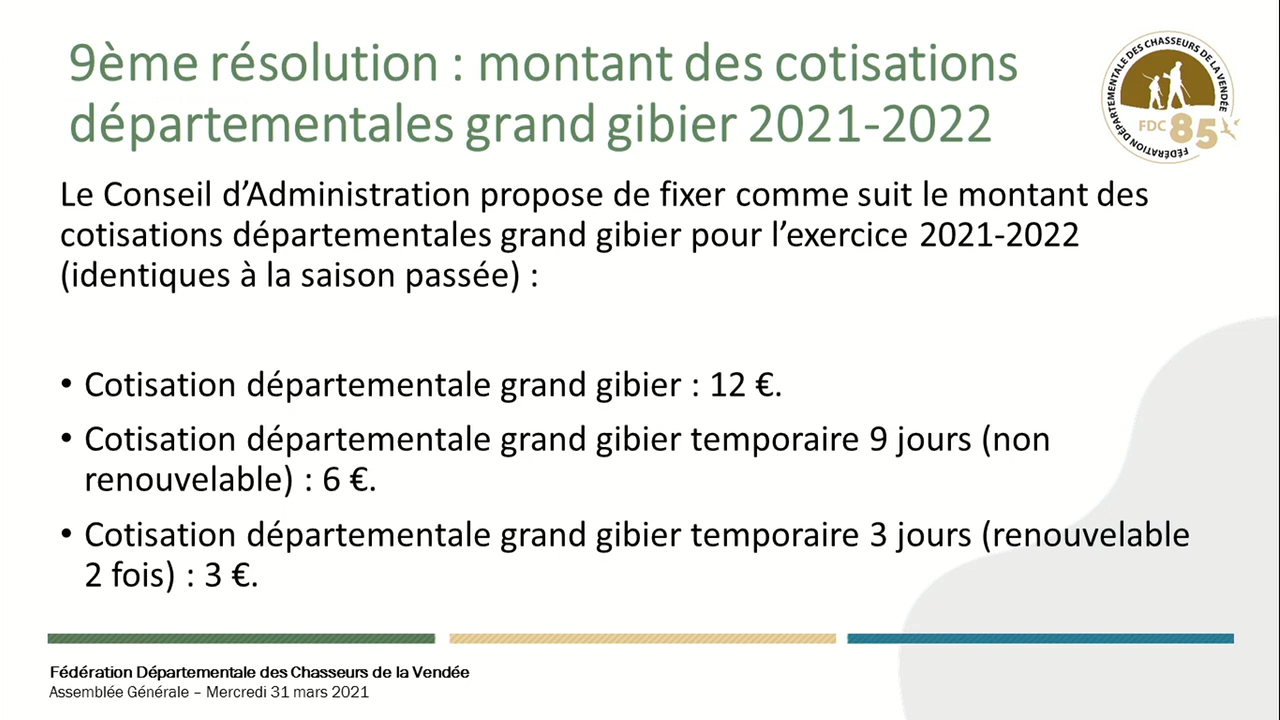 9ème résolution : montant des cotisations
départementales grand gibier 2021-2022
FÉDÉRATION DÉPARTEMENTALE DES CHASSEURS DE LA VENDÉE
FDC 85
Le Conseil d’Administration propose de fixer comme suit le montant des
cotisations départementales grand gibier pour l’exercice 2021-2022
(identiques à la saison passée) :
• Cotisation départementale grand gibier : 12 €.
• Cotisation départementale grand gibier temporaire 9 jours (non
renouvelable) : 6 €.
• Cotisation départementale grand gibier temporaire 3 jours (renouvelable
2 fois) : 3 €.
Fédération Départementale des Chasseurs de la Vendée
Assemblée Générale – Mercredi 31 mars 2021